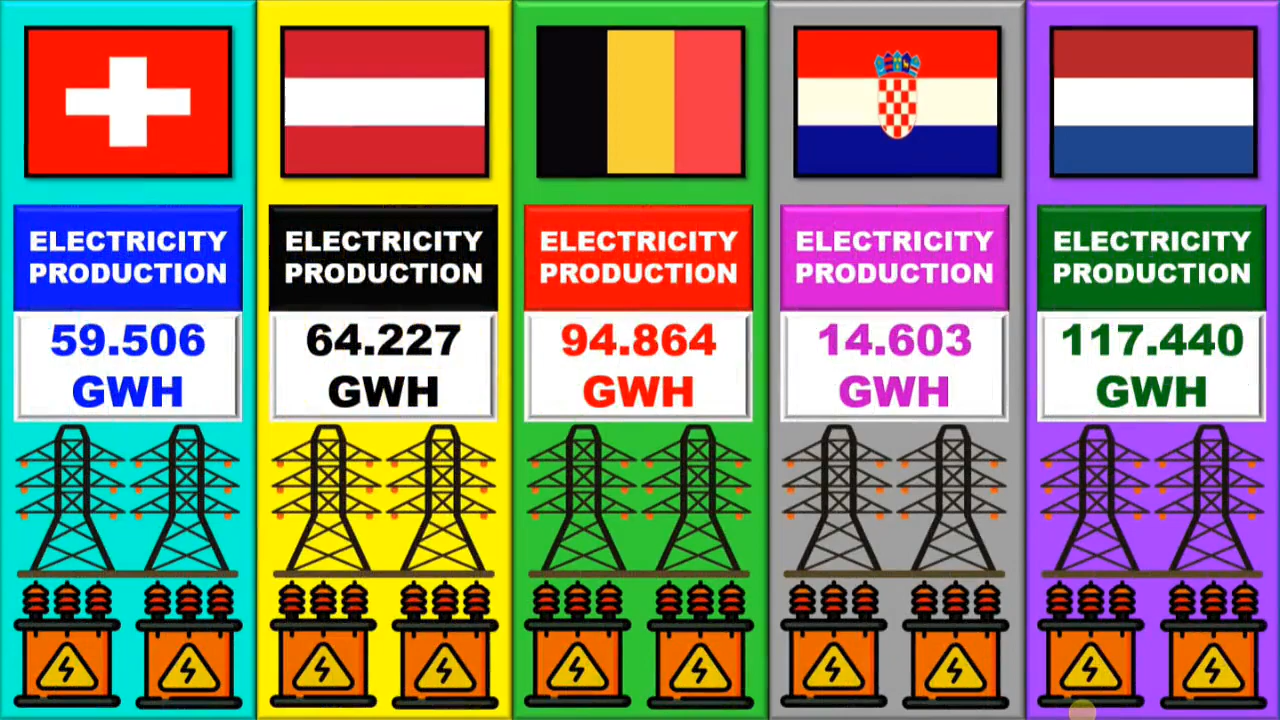 ELECTRICITY
PRODUCTION
59.506
GWH
ELECTRICITY
PRODUCTION
64.227
GWH
ELECTRICITY
PRODUCTION
94.864
GWH
ELECTRICITY
PRODUCTION
14.603
GWH
ELECTRICITY
PRODUCTION
117.440
GWH